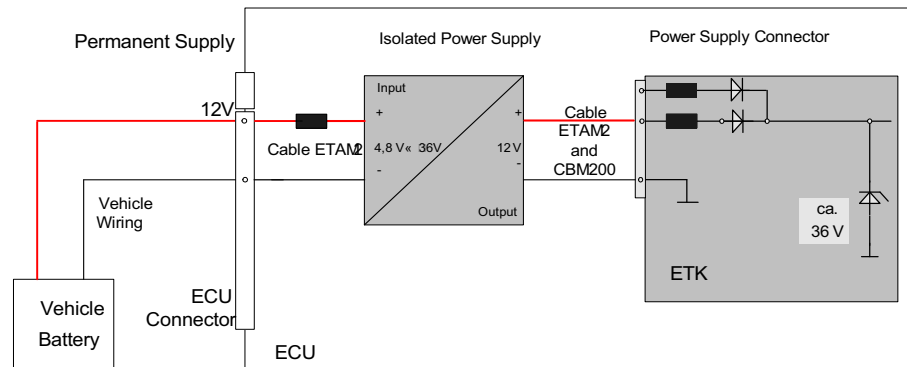 Permanent Supply
Isolated Power Supply
Power Supply Connector
Input
12V
+
+
Cable
ETAM2
and
CBM200
Cable ETAM2
4,8 V« 36V
12 V
-
-
Vehicle
Wiring
Output
ca.
36 V
ETK
ECU
Connector
Vehicle
Battery
ECU